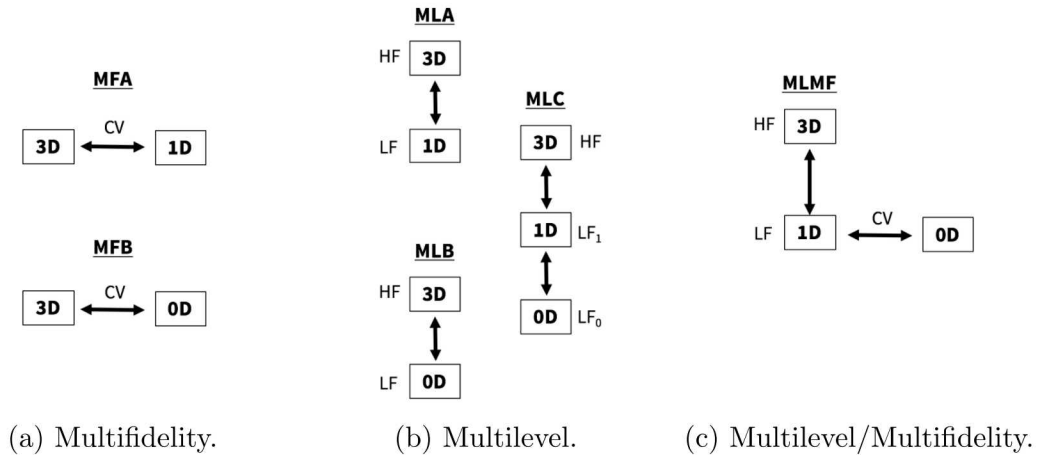 MFA
CV
3D
1D
MFB
CV
3D
0D
(a) Multifidelity.
MLA
HF
3D
LF
1D
MLB
HF
3D
LF
0D
MLC
3D
HF
1D
LF₁
0D
LF₀
(b) Multilevel.
MLMF
HF
3D
LF
1D
CV
0D
(c) Multilevel/Multifidelity.